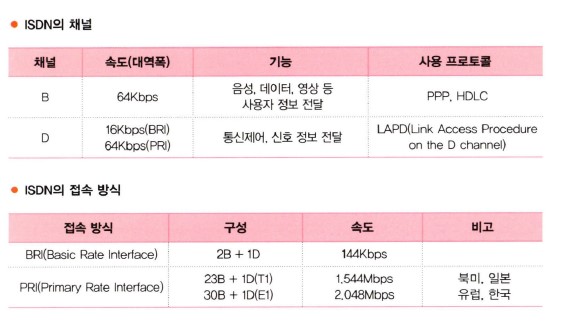 ● ISDN의 채널
채널 속도(대역폭) 기능 사용 프로토콜
B 64Kbps 음성, 데이터, 영상 등 사용자 정보 전달 PPP, HDLC
D 16Kbps(BRI) 64Kbps(PRI) 통신제어, 신호 정보 전달 LAPD(Link Access Procedure on the D channel)
● ISDN의 접속 방식
접속 방식 구성 속도 비고
BRI(Basic Rate Interface) 2B + 1D 144Kbps
PRI(Primary Rate Interface) 23B + 1D(T1) 1,544Mbps 북미, 일본
30B + 1D(E1) 2,048Mbps 유럽, 한국